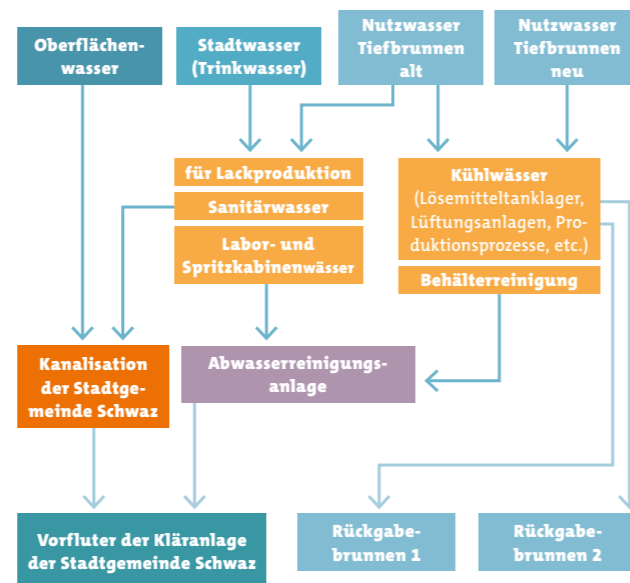 Oberflächen-
wasser
Stadtwasser
(Trinkwasser)
Nutzwasser
Tiefbrunnen
alt
Nutzwasser
Tiefbrunnen
neu
für Lackproduktion
Sanitärwasser
Labor- und
Spritzkabinenwässer
Kühlwässer
(Lösemitteltanklager,
Lüftungsanlagen, Pro-
duktionsprozesse, etc.)
Behälterreinigung
Kanalisation
der Stadtge-
meinde Schwaz
Abwasserreinigungs-
anlage
Vorfluter der Kläranlage
der Stadtgemeinde Schwaz
Rückgabe-
brunnen 1
Rückgabe-
brunnen 2